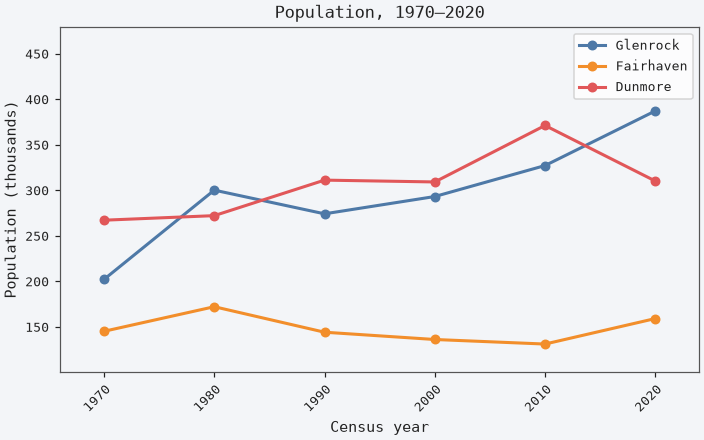 Population, 1970–2020
Glenrock
Fairhaven
Dunmore
Population (thousands)
450
400
350
300
250
200
150
1970
1980
1990
2000
2010
2020
Census year